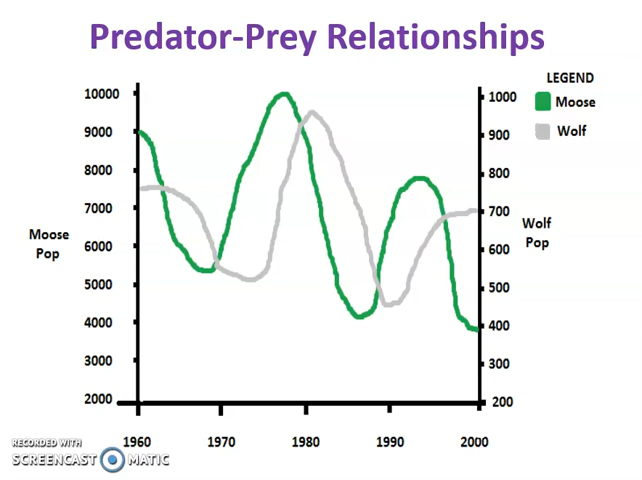 Predator-Prey Relationships
LEGEND
Moose
Wolf
10000
9000
8000
7000
6000
5000
4000
3000
2000
Moose
Pop
1000
900
800
700
600
500
400
300
200
Wolf
Pop
1960
1970
1980
1990
2000
RECORDED WITH
SCREENCAST MATIC